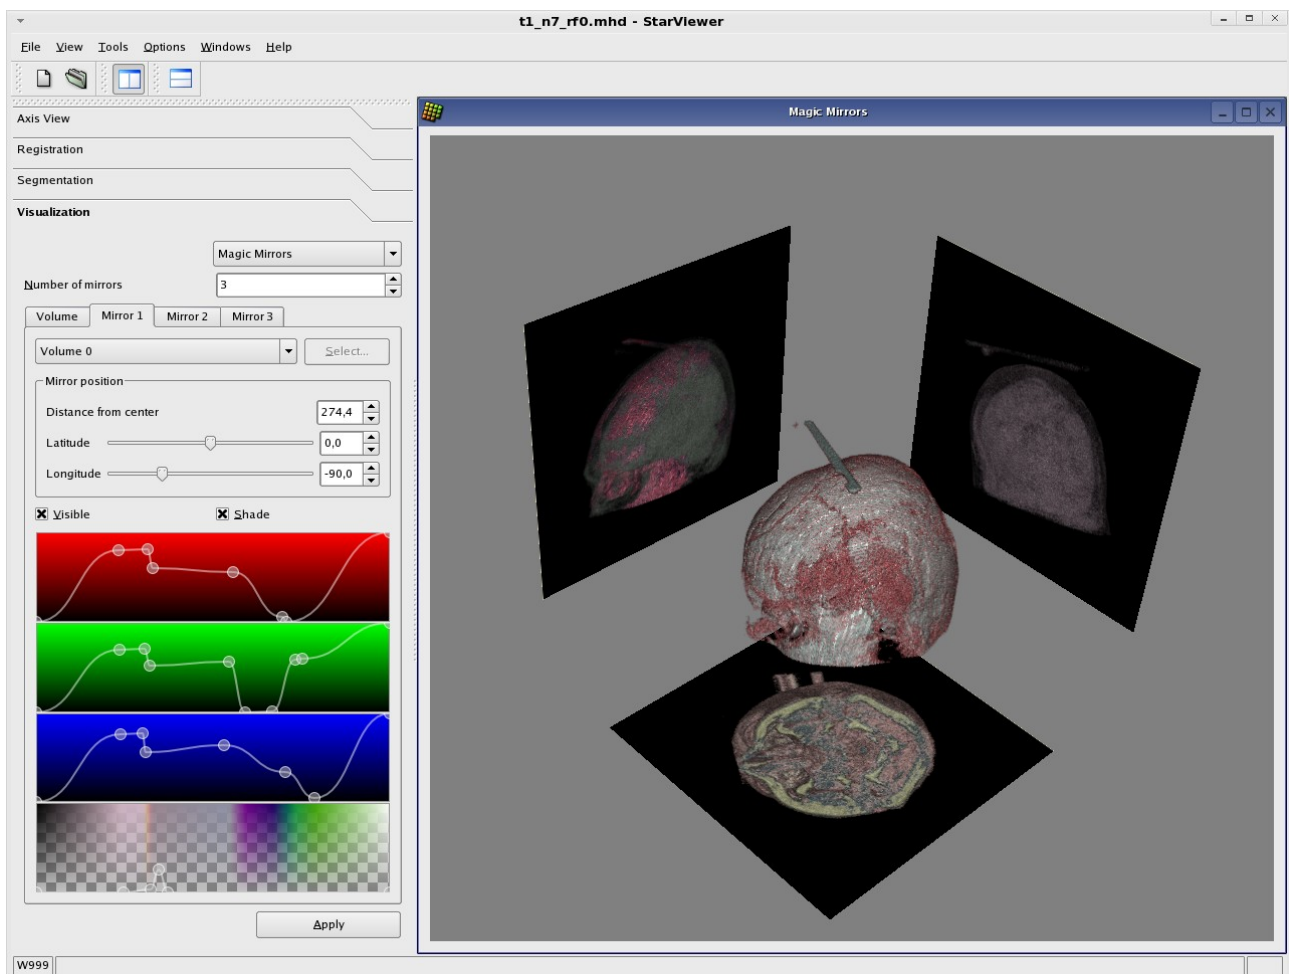 t1_n7_rf0.mhd - StarViewer
File View Tools Options Windows Help
Axis View
Registration
Segmentation
Visualization
Magic Mirrors
Number of mirrors 3
Volume Mirror 1 Mirror 2 Mirror 3
Volume 0 Select...
Mirror position
Distance from center 274,4
Latitude 0,0
Longitude -90,0
Visible Shade
Apply
Magic Mirrors
W999